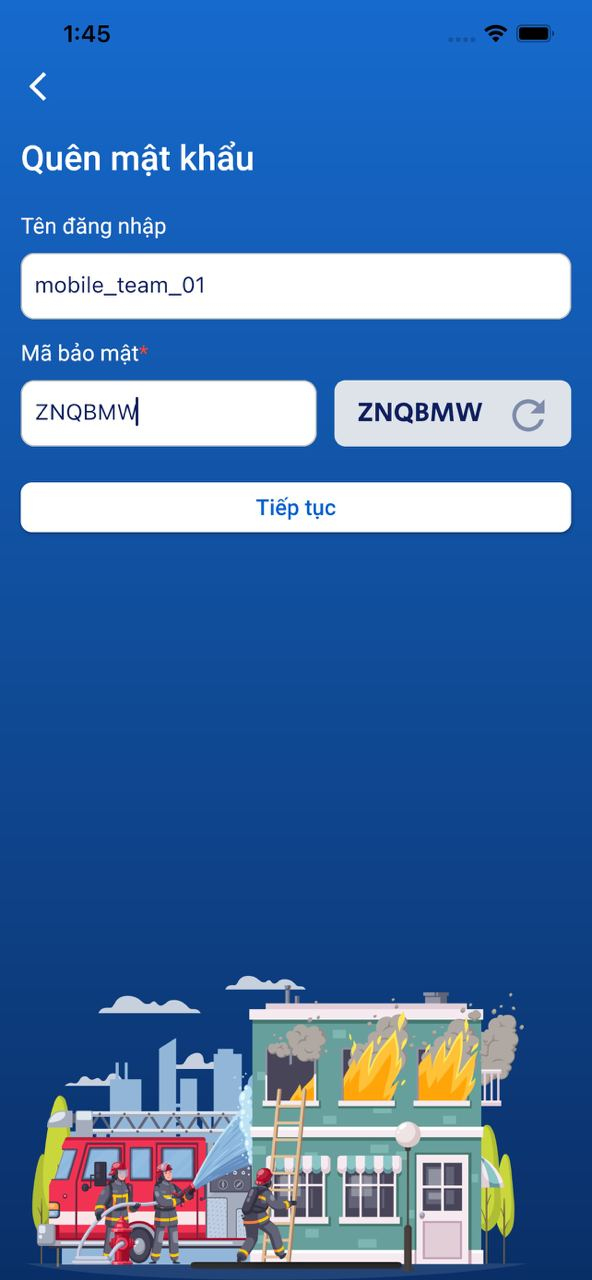 1:45
Quên mật khẩu
Tên đăng nhập
mobile_team_01
Mã bảo mật*
ZNQBMW ZNQBMW
Tiếp tục